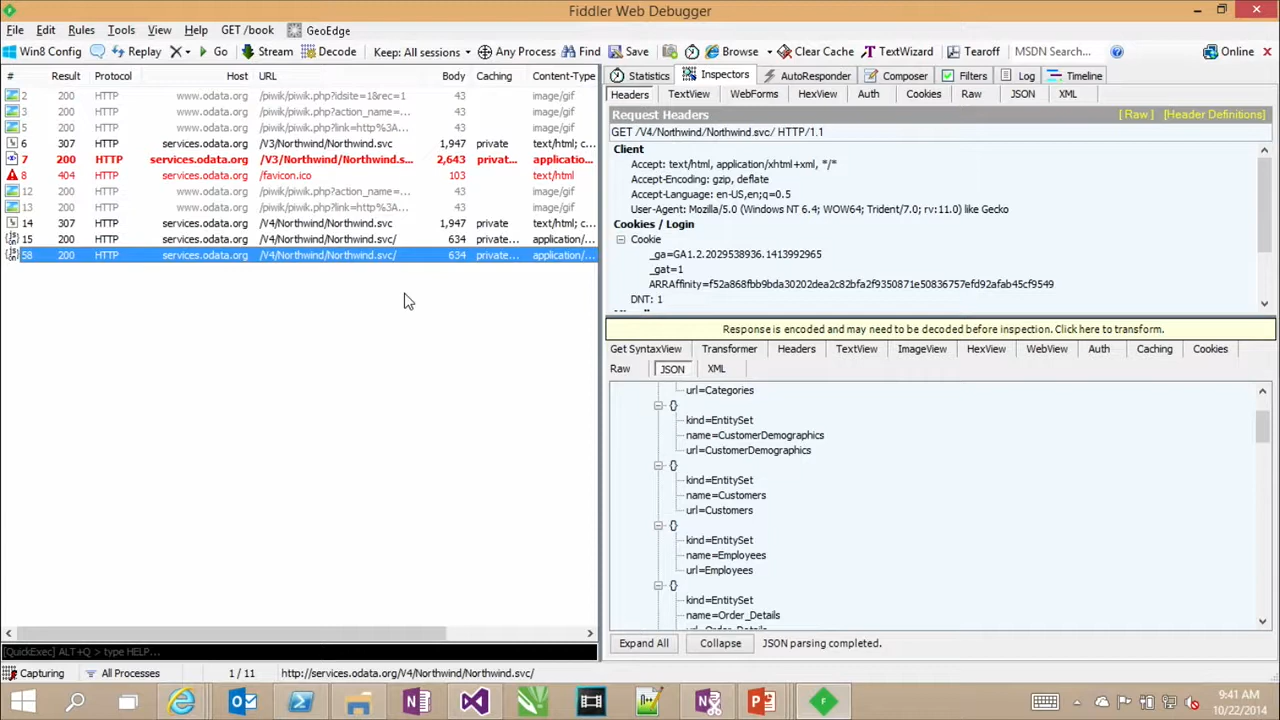 Fiddler Web Debugger
File Edit Rules Tools View Help GET /book GeoEdge
Win8 Config Replay Go Stream Decode Keep: All sessions Any Process Find Save Browse Clear Cache TextWizard Tearoff MSDN Search... Online
# Result Protocol Host URL Body Caching Content-Type
2 200 HTTP www.odata.org /piwik/piwik.php?idsite=1&rec=1 43 image/gif
3 200 HTTP www.odata.org /piwik/piwik.php?action_name=... 43 image/gif
5 200 HTTP www.odata.org /piwik/piwik.php?link=http%3A... 43 image/gif
6 307 HTTP services.odata.org /V3/Northwind/Northwind.svc 1,947 private text/html; c...
7 200 HTTP services.odata.org /V3/Northwind/Northwind.s... 2,643 privat... applicatio...
8 404 HTTP services.odata.org /favicon.ico 103 text/html
12 200 HTTP www.odata.org /piwik/piwik.php?action_name=... 43 image/gif
13 200 HTTP www.odata.org /piwik/piwik.php?link=http%3A... 43 image/gif
14 307 HTTP services.odata.org /V4/Northwind/Northwind.svc 1,947 private text/html; c...
15 200 HTTP services.odata.org /V4/Northwind/Northwind.svc/ 634 private... application/...
58 200 HTTP services.odata.org /V4/Northwind/Northwind.svc/ 634 private... application/...
[QuickExec] ALT+Q > type HELP...
Capturing All Processes 1 / 11 http://services.odata.org/V4/Northwind/Northwind.svc/
Statistics Inspectors AutoResponder Composer Filters Log Timeline
Headers TextView WebForms HexView Auth Cookies Raw JSON XML
Request Headers [ Raw ] [Header Definitions]
GET /V4/Northwind/Northwind.svc/ HTTP/1.1
Client
Accept: text/html, application/xhtml+xml, */*
Accept-Encoding: gzip, deflate
Accept-Language: en-US,en;q=0.5
User-Agent: Mozilla/5.0 (Windows NT 6.4; WOW64; Trident/7.0; rv:11.0) like Gecko
Cookies / Login
Cookie
_ga=GA1.2.2029538936.1413992965
_gat=1
ARRAffinity=f52a868fbb9bda30202dea2c82bfa2f9350871e50836757efd92afab45cf9549
DNT: 1
Response is encoded and may need to be decoded before inspection. Click here to transform.
Get SyntaxView Transformer Headers TextView ImageView HexView WebView Auth Caching Cookies
Raw JSON XML
url=Categories
{}
kind=EntitySet
name=CustomerDemographics
url=CustomerDemographics
{}
kind=EntitySet
name=Customers
url=Customers
{}
kind=EntitySet
name=Employees
url=Employees
{}
kind=EntitySet
name=Order_Details
url=Order_Details
Expand All Collapse JSON parsing completed.
9:41 AM
10/22/2014